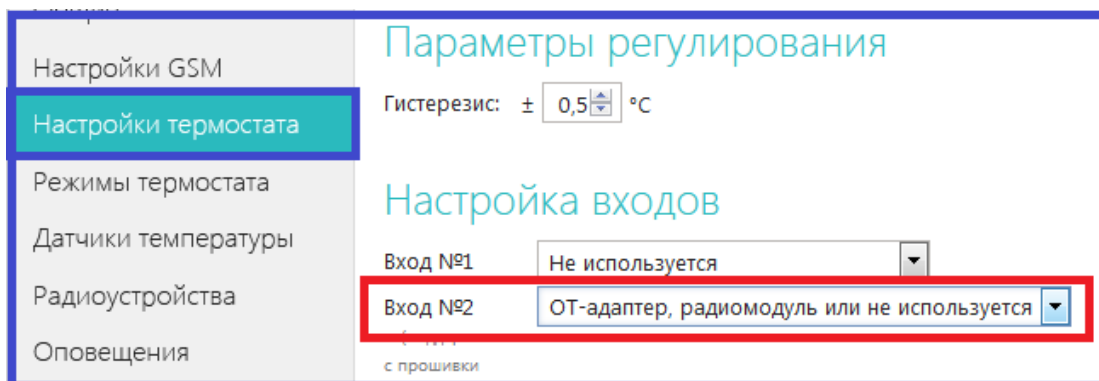 Настройки GSM
Настройки термостата
Режимы термостата
Датчики температуры
Радиоустройства
Оповещения
Параметры регулирования
Гистерезис: ± 0,5 °C
Настройка входов
Вход №1 Не используется
Вход №2 ОТ-адаптер, радиомодуль или не используется
с прошивки